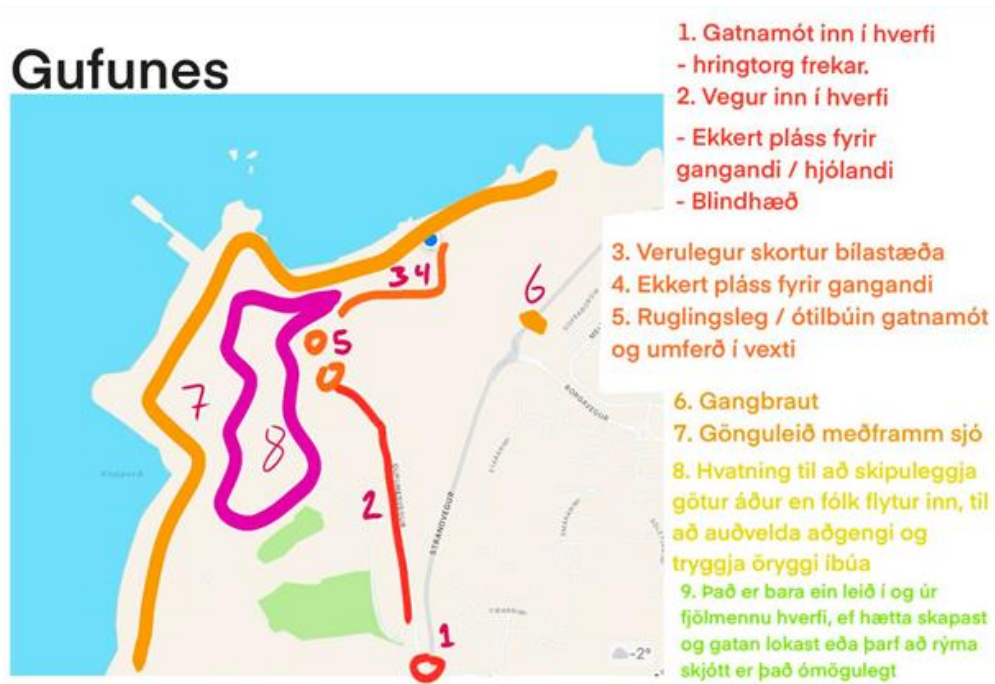 Gufunes
1. Gatnamót inn í hverfi
- hringtorg frekar.
2. Vegur inn í hverfi
- Ekkert pláss fyrir
gangandi / hjólandi
- Blindhæð
3. Verulegur skortur bílastæða
4. Ekkert pláss fyrir gangandi
5. Ruglingsleg / ótilbúin gatnamót
og umferð í vexti
6. Gangbraut
7. Gönguleið meðframm sjó
8. Hvatning til að skipuleggja
götur áður en fólk flytur inn, til
að auðvelda aðgengi og
tryggja öryggi íbúa
9. Það er bara ein leið í og úr
fjölmennu hverfi, ef hætta skapast
og gatan lokast eða þarf að rýma
skjótt er það ómögulegt
3 4
6
5
7
8
2
1
BORGAVEGUR
STRANDVEGUR
-2°